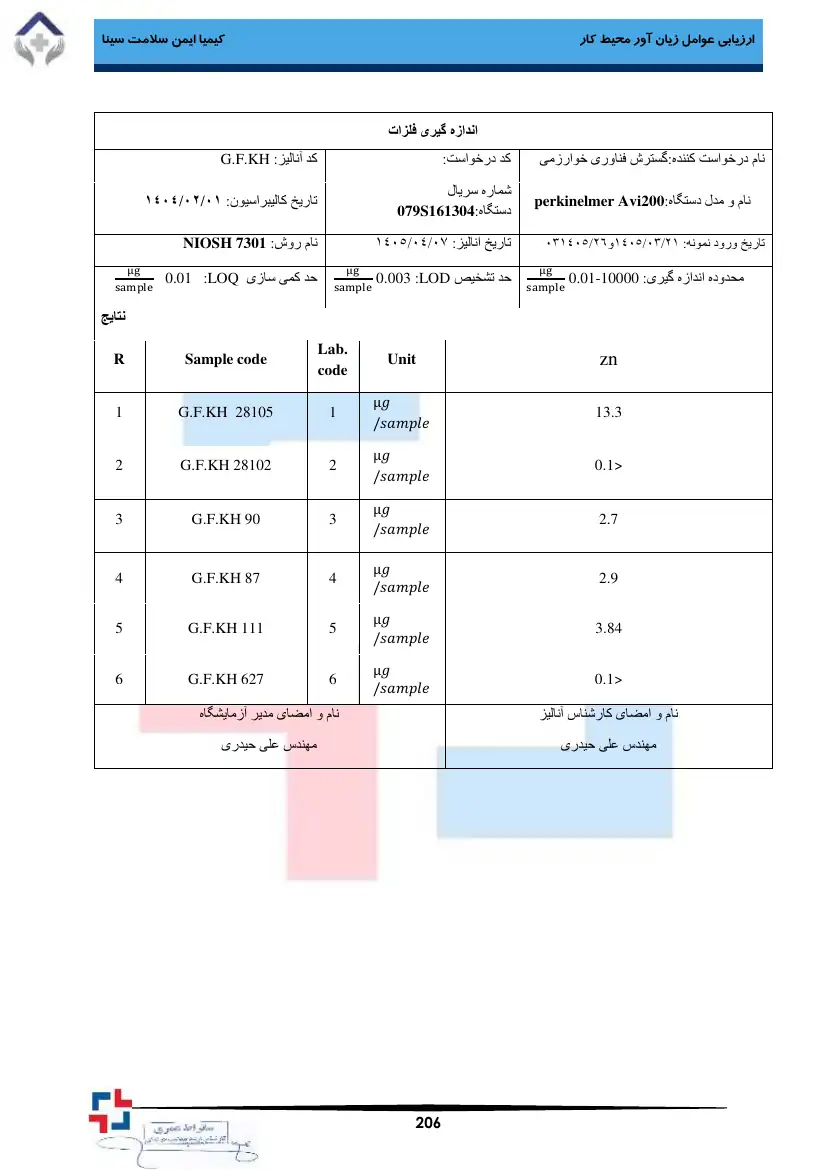 ارزیابی عوامل زیان آور محیط کار
کیمیا ایمن سلامت سینا
اندازه گیری فلزات
نام درخواست کننده:گسترش فناوری خوارزمی
کد درخواست:
کد آنالیز: G.F.KH
نام و مدل دستگاه:perkinelmer Avi200
شماره سریال
دستگاه:079S161304
تاریخ کالیبراسیون: ۱٤۰٤/۰۲/۰۱
تاریخ ورود نمونه: ۱٤۰٥/۰۳/۲۱و۰۳۱٤۰٥/۲٦
تاریخ انالیز: ۱٤۰٥/۰٤/۰۷
نام روش: NIOSH 7301
محدوده اندازه گیری: 0.01-10000 µg/sample
حد تشخیص LOD: 0.003 µg/sample
حد کمی سازی LOQ: 0.01 µg/sample
نتایج
R Sample code Lab. code Unit zn
1 G.F.KH 28105 1 µg/sample 13.3
2 G.F.KH 28102 2 µg/sample 0.1>
3 G.F.KH 90 3 µg/sample 2.7
4 G.F.KH 87 4 µg/sample 2.9
5 G.F.KH 111 5 µg/sample 3.84
6 G.F.KH 627 6 µg/sample 0.1>
نام و امضای کارشناس آنالیز
نام و امضای مدیر آزمایشگاه
مهندس علی حیدری
مهندس علی حیدری
206